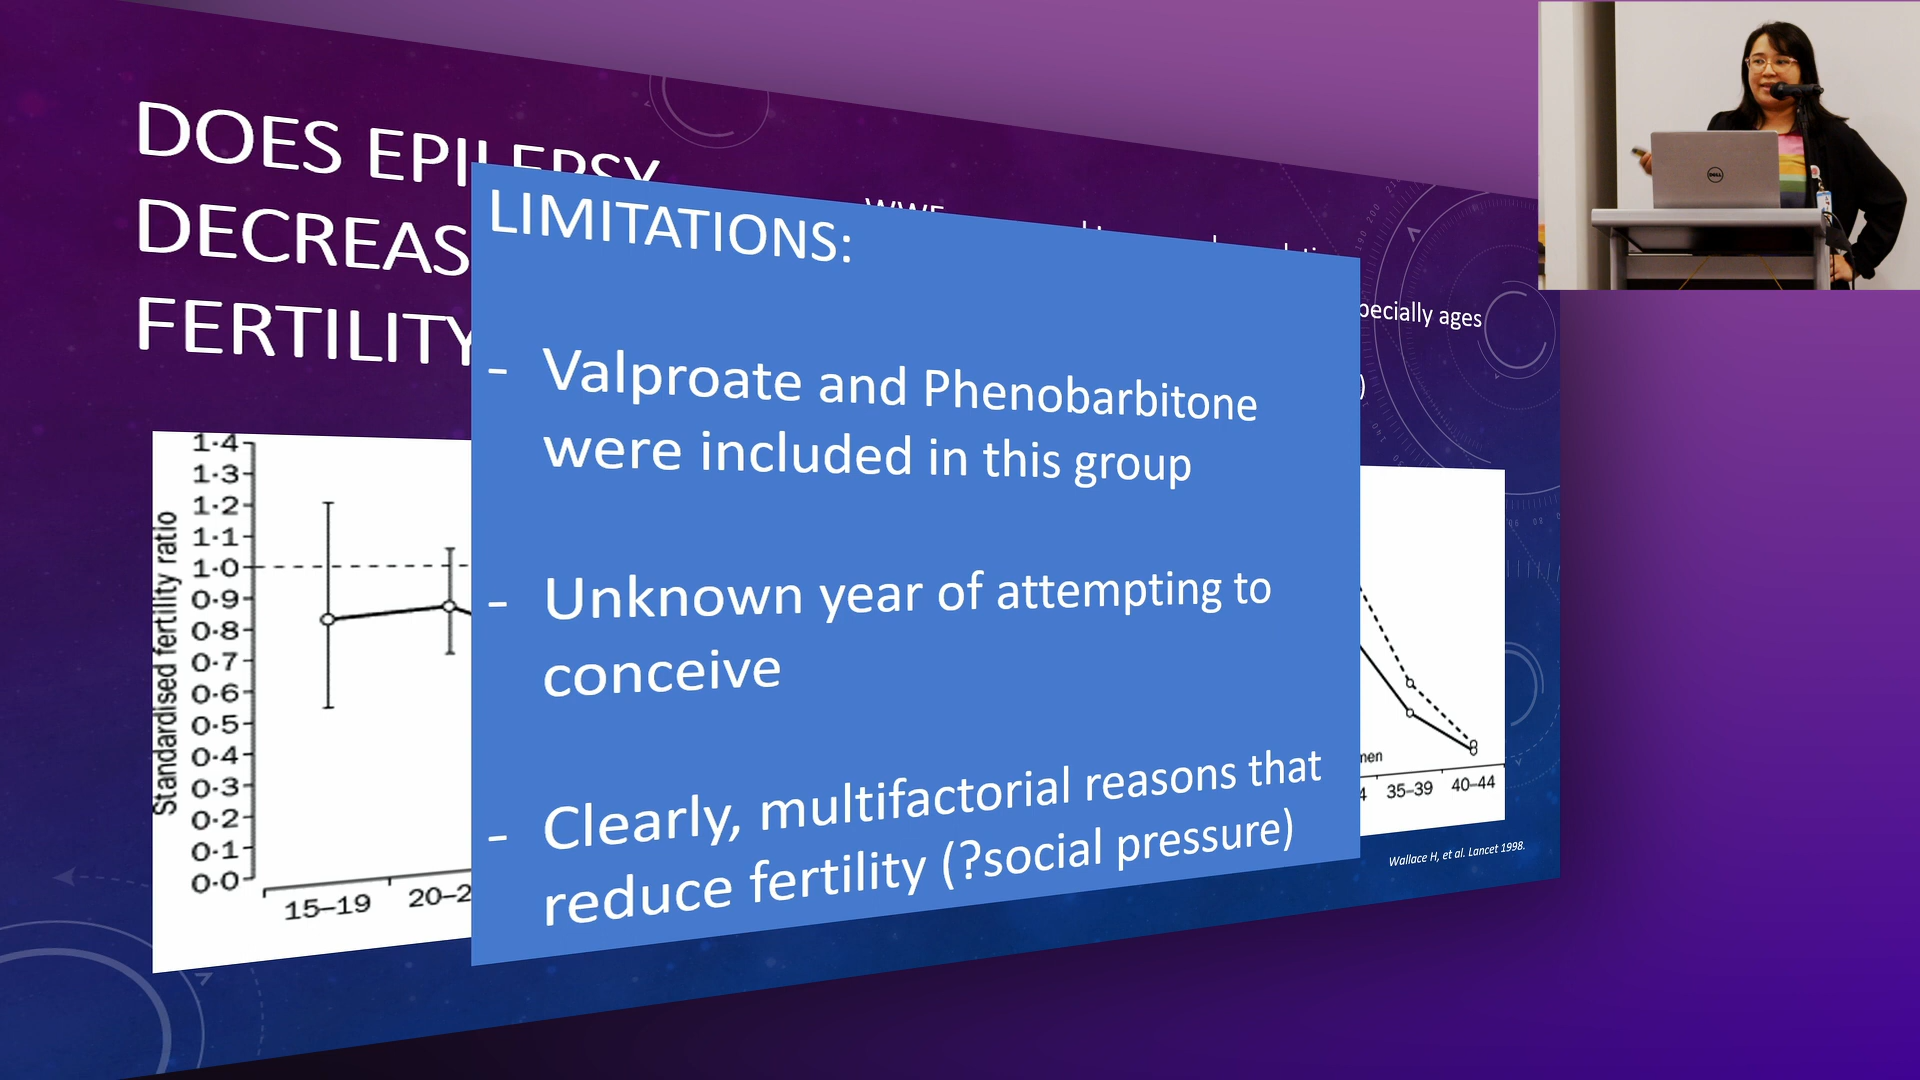 DOES
DECREAS
FERTILITY
LIMITATIONS:
- Valproate and Phenobarbitone
were included in this group
- Unknown year of attempting to
conceive
- Clearly, multifactorial reasons that
reduce fertility (?social pressure)
ages
)
Standardised fertility ratio
1·4
1·3
1·2
1·1
1·0
0·9
0·8
0·7
0·6
0·5
0·4
0·3
0·2
0·1
0·0
15–19
35–39 40–44
Wallace H, et al. Lancet 1998.
DELL